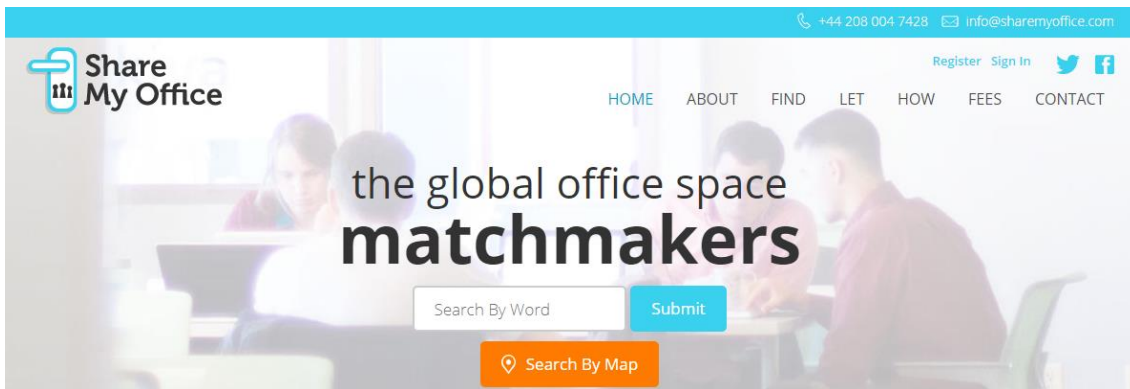 +44 208 004 7428 info@sharemyoffice.com
Share
My Office
Register Sign In
HOME ABOUT FIND LET HOW FEES CONTACT
the global office space
matchmakers
Search By Word Submit
Search By Map